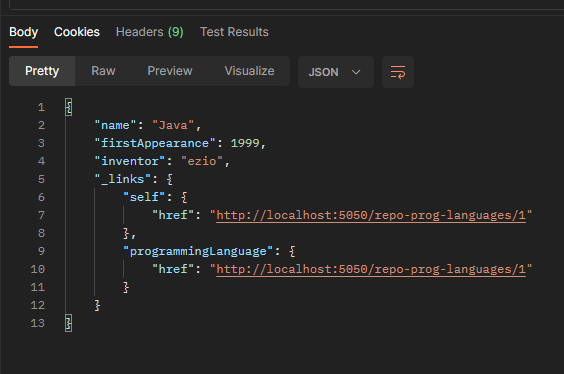 Body Cookies Headers (9) Test Results
Pretty Raw Preview Visualize JSON
1 {
2 "name": "Java",
3 "firstAppearance": 1999,
4 "inventor": "ezio",
5 "_links": {
6 "self": {
7 "href": "http://localhost:5050/repo-prog-languages/1"
8 },
9 "programmingLanguage": {
10 "href": "http://localhost:5050/repo-prog-languages/1"
11 }
12 }
13 }